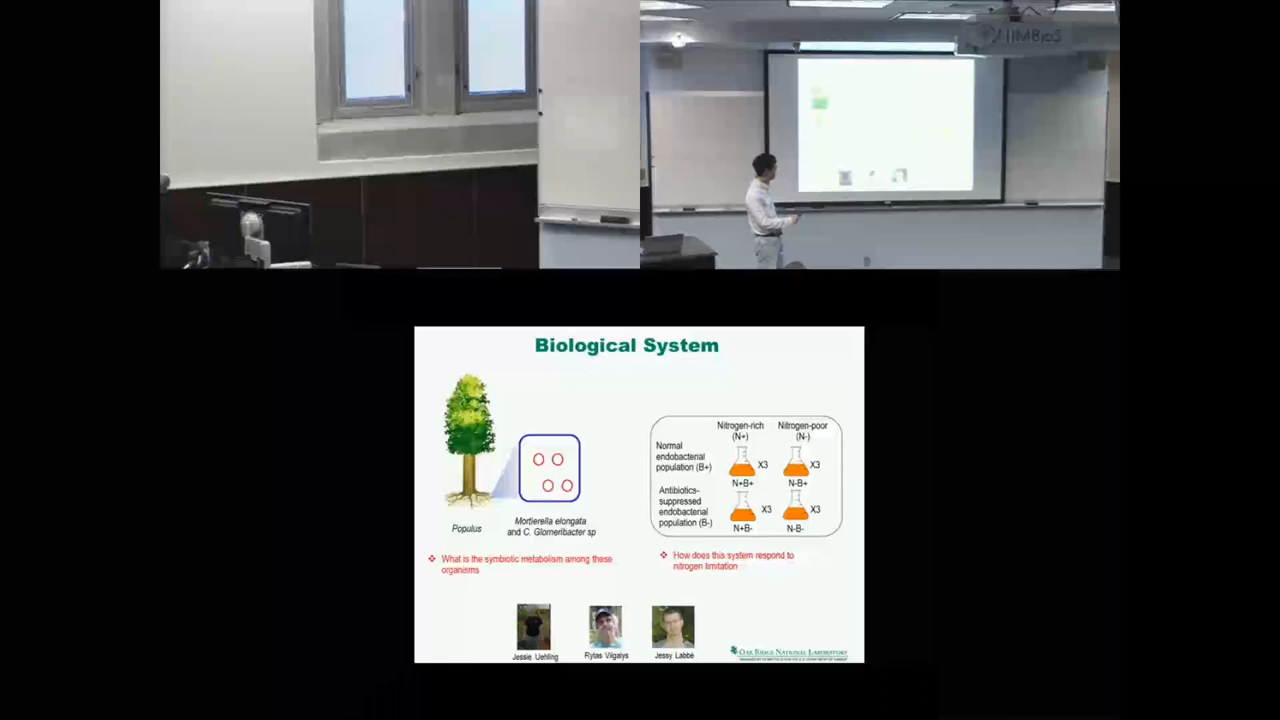 NIMBioS
Biological System
Nitrogen-rich
(N+)
Nitrogen-poor
(N-)
Normal
endobacterial
population (B+)
X3
X3
N+B+
N-B+
Antibiotics-
suppressed
endobacterial
population (B-)
X3
X3
N+B-
N-B-
Populus
Mortierella elongata
and C. Glomeribacter sp
❖ What is the symbiotic metabolism among these
organisms
❖ How does this system respond to
nitrogen limitation
Jessie Uehling
Rytas Vilgalys
Jessy Labbé
OAK RIDGE NATIONAL LABORATORY